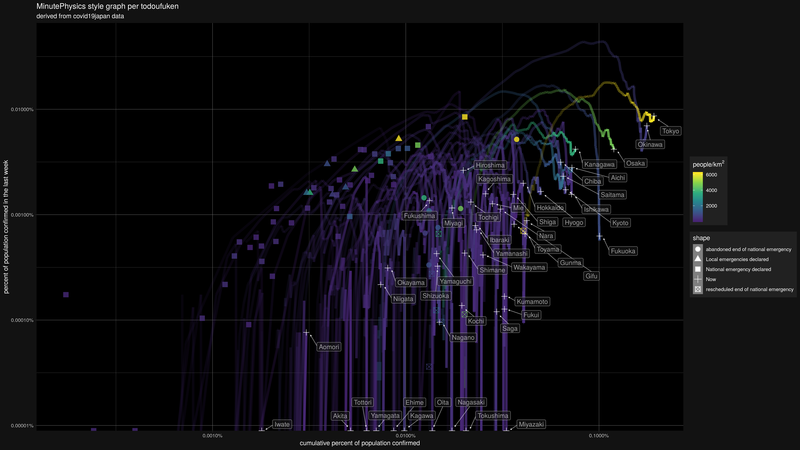 MinutePhysics style graph per todoufuken
derived from covid19japan data
percent of population confirmed in the last week
0.01000%
0.00100%
0.00010%
0.00001%
Tokyo
Okinawa
Hiroshima
Kanagawa
Osaka
Kagoshima
Aichi
Chiba
Saitama
Fukushima
Mie
Hokkaido
Ishikawa
Miyagi
Tochigi
Shiga
Hyogo
Kyoto
Ibaraki
Nara
Toyama
Fukuoka
Yamanashi
Gunma
Shimane
Wakayama
Gifu
Okayama
Yamaguchi
Niigata
Shizuoka
Kumamoto
Kochi
Fukui
Saga
Nagano
Aomori
Tottori
Ehime
Oita
Nagasaki
Iwate
Akita
Yamagata
Kagawa
Tokushima
Miyazaki
0.0010%
0.0100%
0.1000%
cumulative percent of population confirmed
people/km²
6000
4000
2000
shape
abandoned end of national emergency
Local emergencies declared
National emergency declared
Now
rescheduled end of national emergency